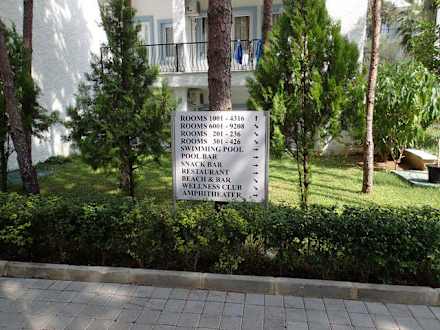 ROOMS 1001 - 4316 ↑
ROOMS 6001 - 9208 ↘
ROOMS 201 - 236 ↘
ROOMS 301 - 426 ↘
SWIMMING POOL →
POOL BAR →
SNACK BAR →
RESTAURANT →
BEACH & BAR ↘
WELLNESS CLUB ↘
AMPHITHEATER ↘